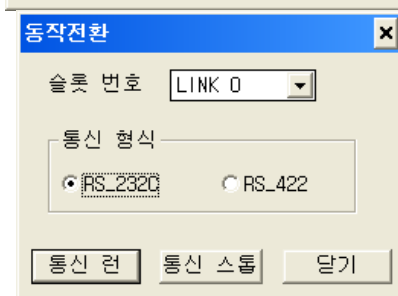 동작전환
슬롯 번호 LINK 0
통신 형식
RS_232C RS_422
통신 런 통신 스톱 닫기